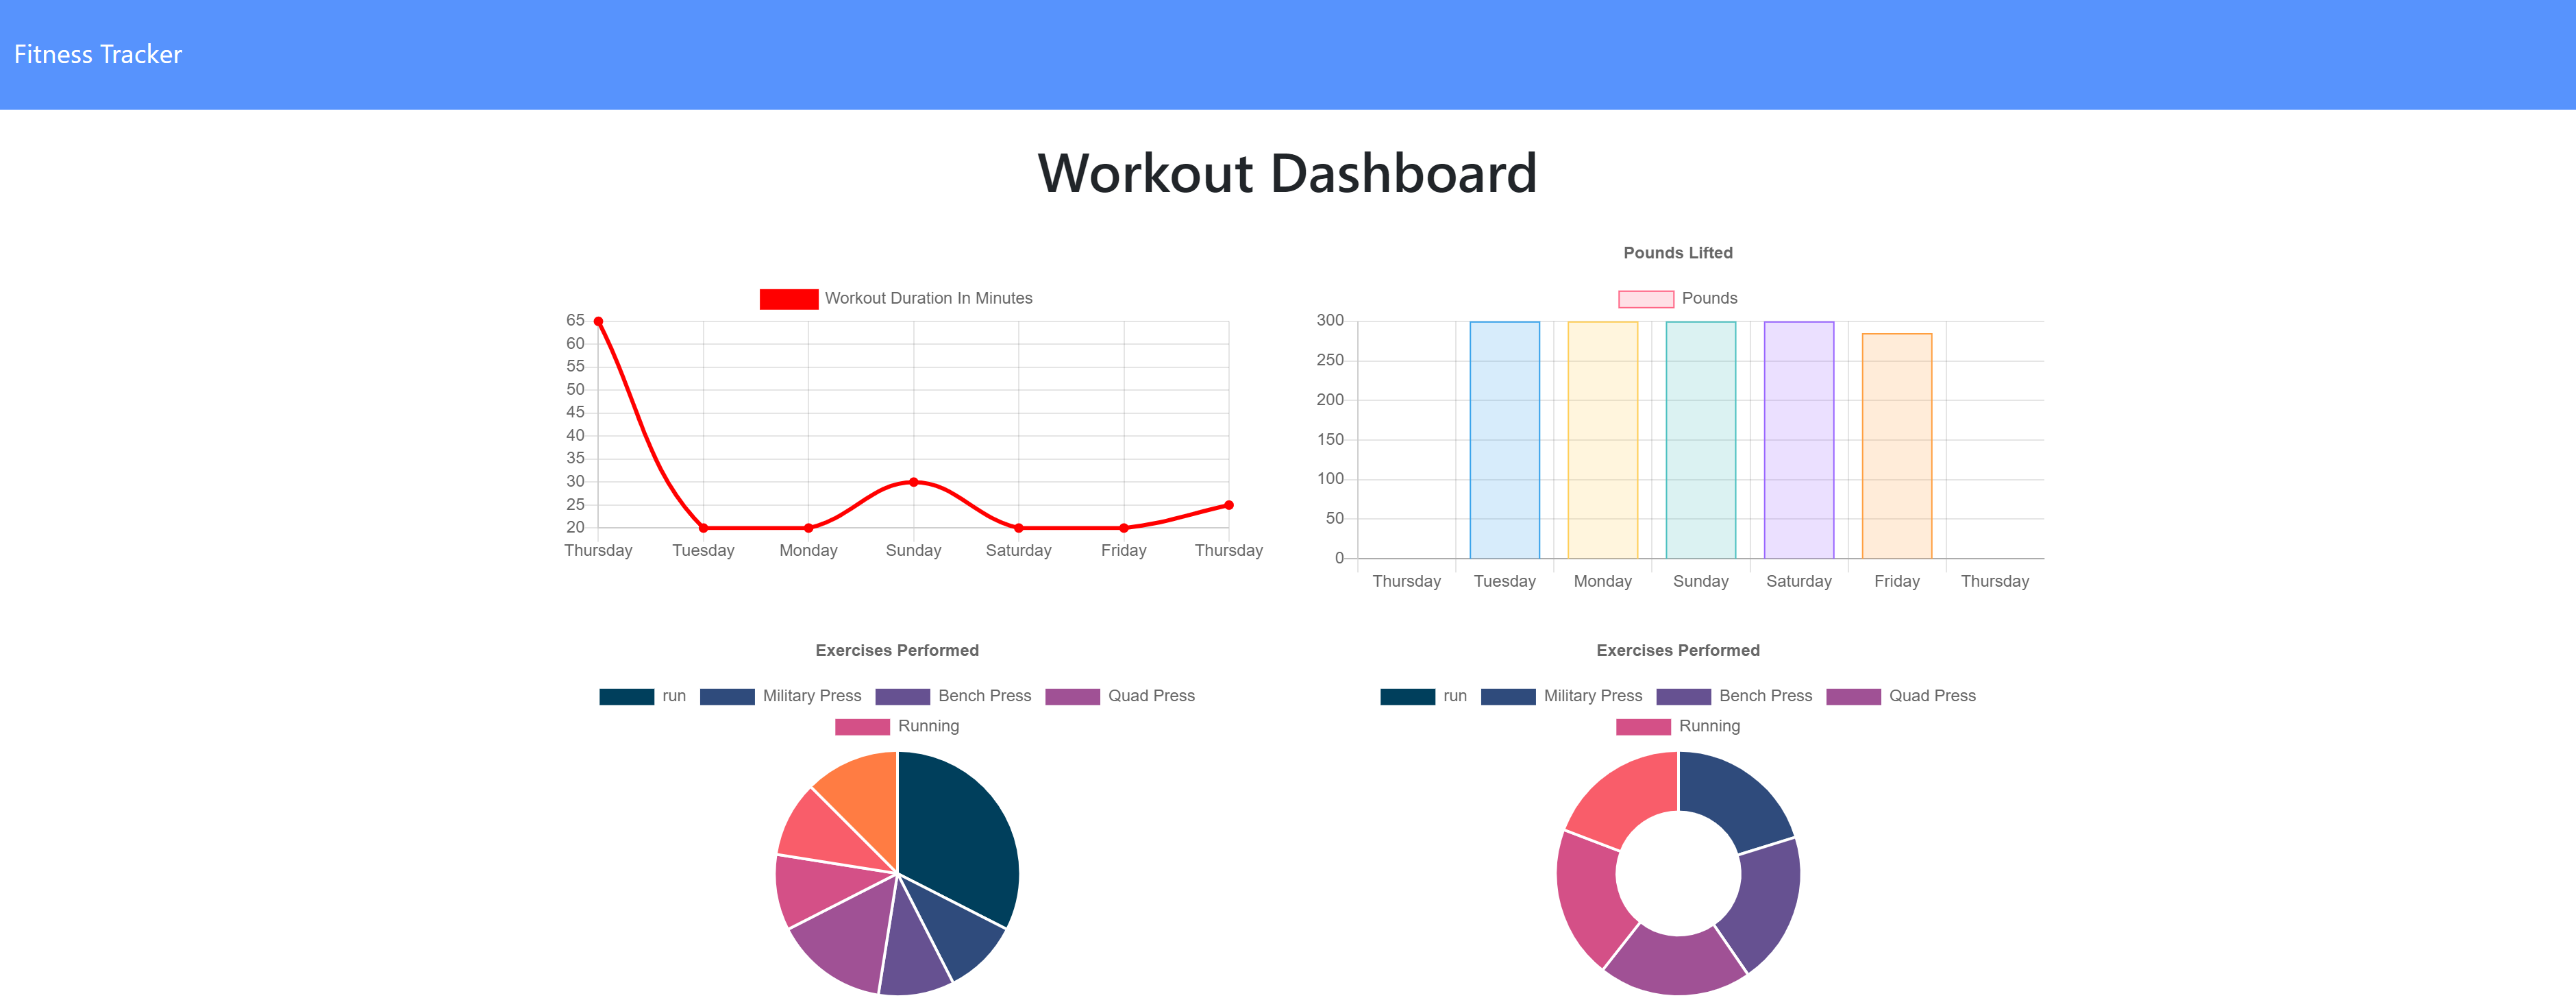 Fitness Tracker
Workout Dashboard
Workout Duration In Minutes
65
60
55
50
45
40
35
30
25
20
Thursday Tuesday Monday Sunday Saturday Friday Thursday
Pounds Lifted
Pounds
300
250
200
150
100
50
0
Thursday Tuesday Monday Sunday Saturday Friday Thursday
Exercises Performed
run Military Press Bench Press Quad Press
Running
Exercises Performed
run Military Press Bench Press Quad Press
Running